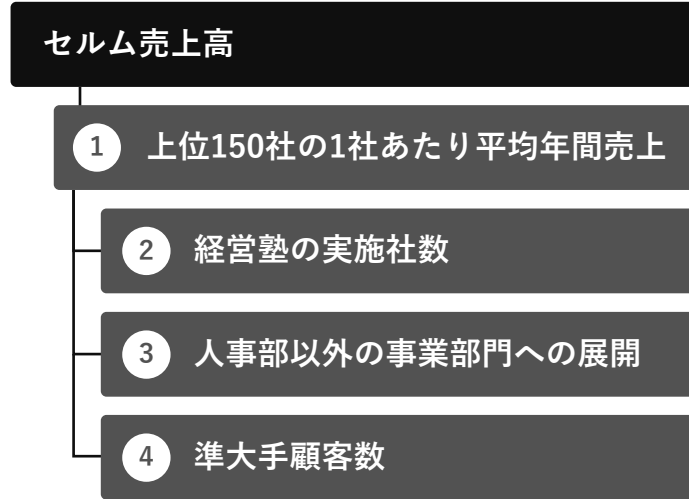 セルム売上高
1 上位150社の1社あたり平均年間売上
2 経営塾の実施社数
3 人事部以外の事業部門への展開
4 準大手顧客数